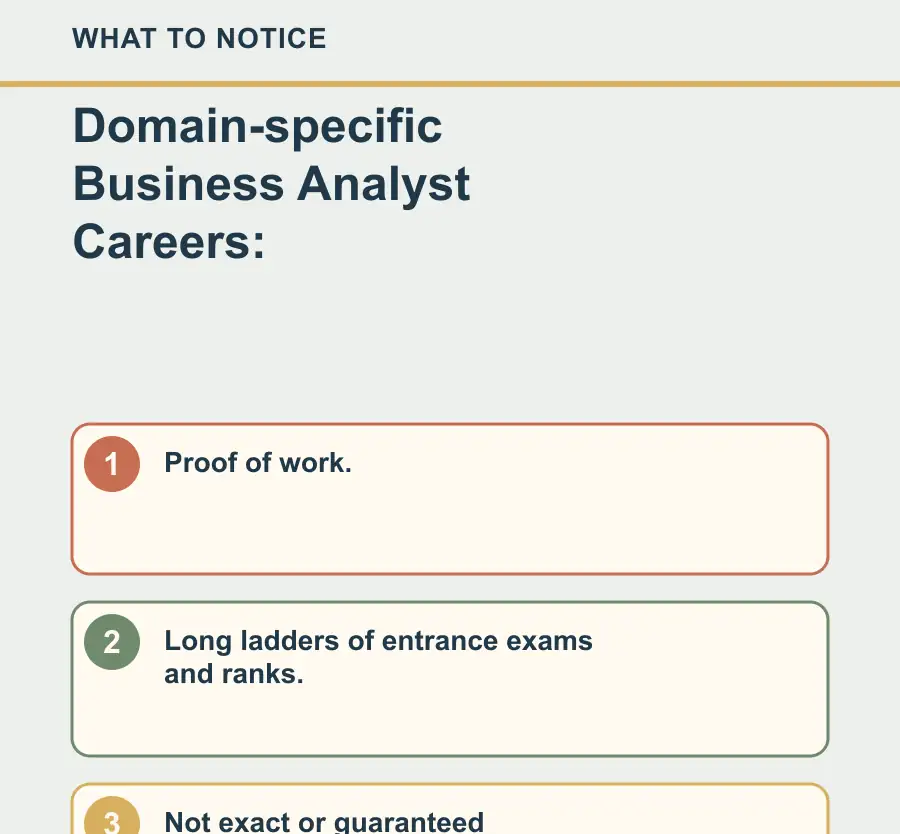 WHAT TO NOTICE
Domain-specific
Business Analyst
Careers:
1
Proof of work.
2
Long ladders of entrance exams
and ranks.
3
Not exact or guaranteed